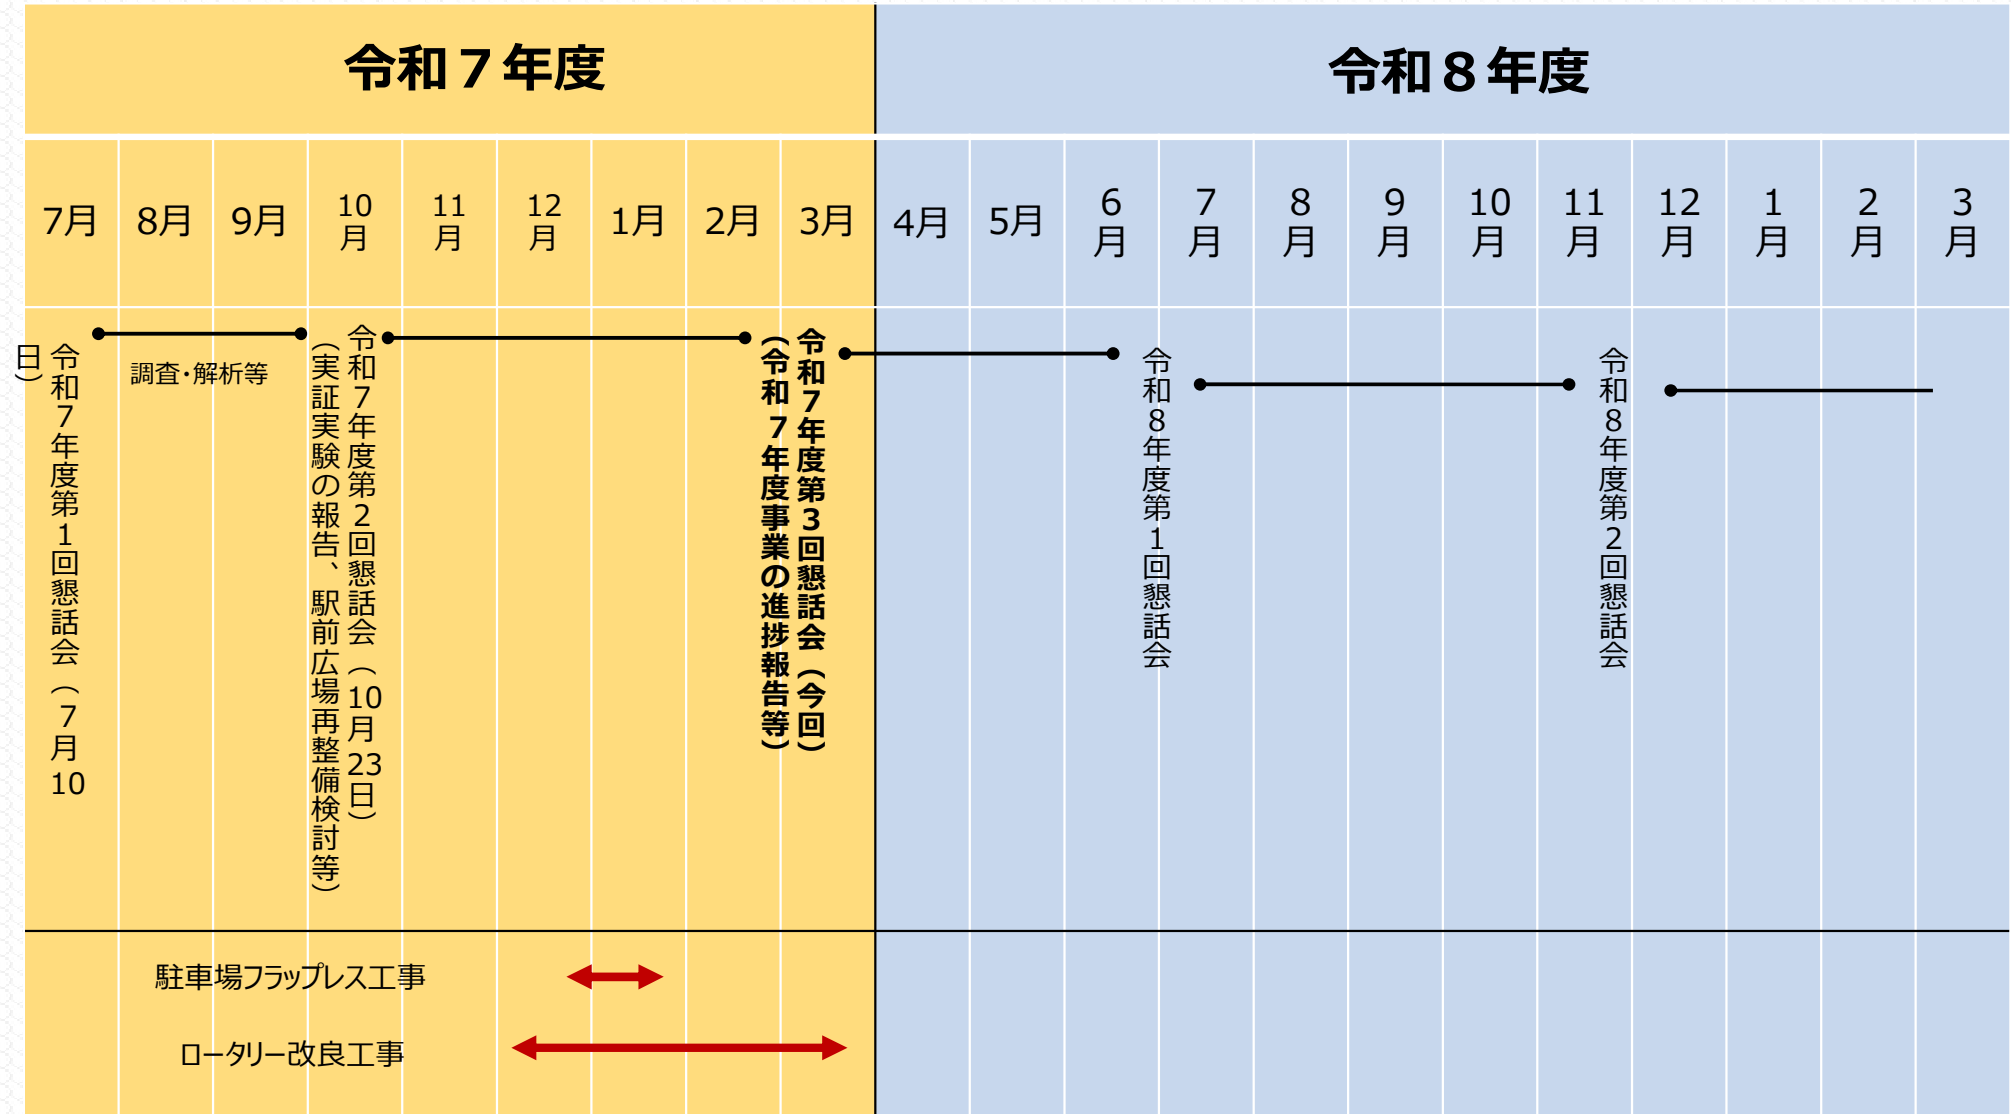 令和７年度
令和８年度
7月
8月
9月
10月
11月
12月
1月
2月
3月
4月
5月
6月
7月
8月
9月
10月
11月
12月
1月
2月
3月
令和７年度第１回懇話会（７月10日）
調査・解析等
令和７年度第２回懇話会（10月23日）
（実証実験の報告、駅前広場再整備検討等）
令和７年度第３回懇話会（今回）
（令和７年度事業の進捗報告等）
令和８年度第１回懇話会
令和８年度第２回懇話会
駐車場フラップレス工事
ロータリー改良工事